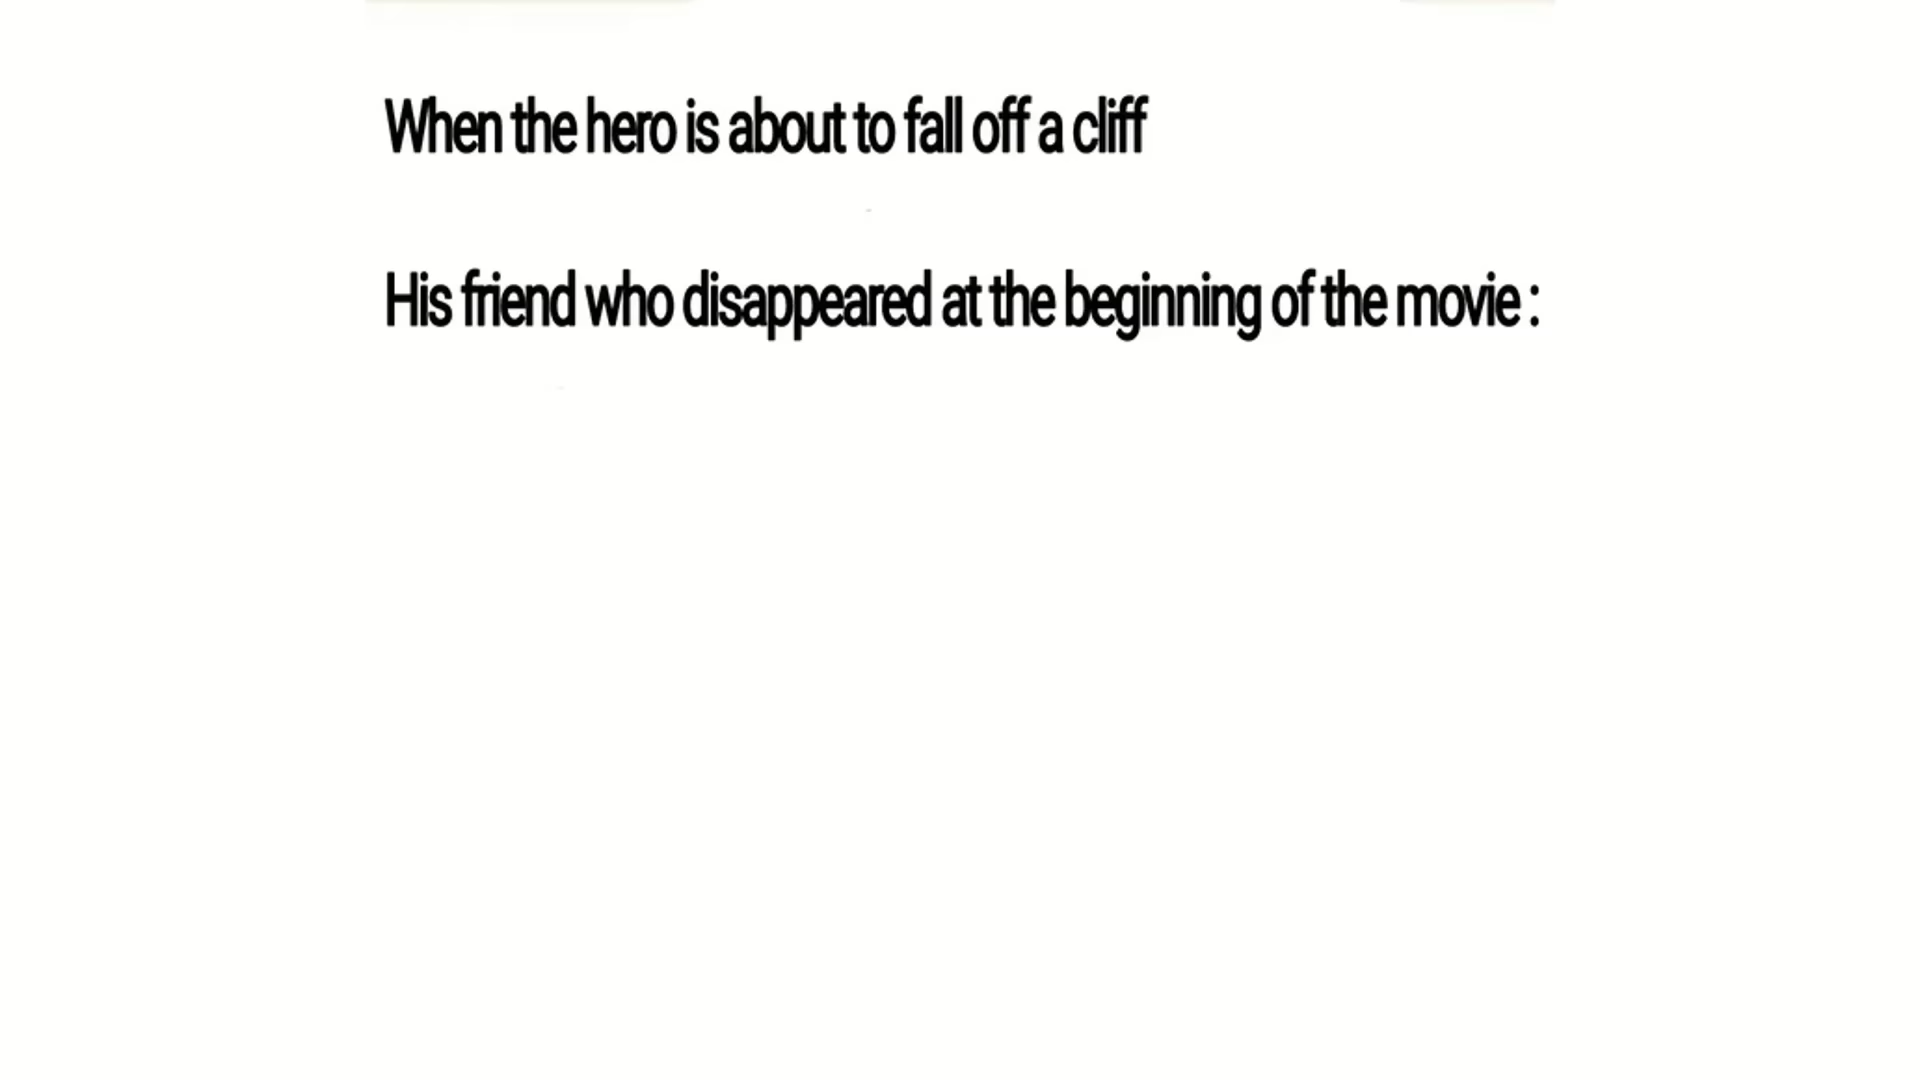 When the hero is about to fall off a cliff
His friend who disappeared at the beginning of the movie :